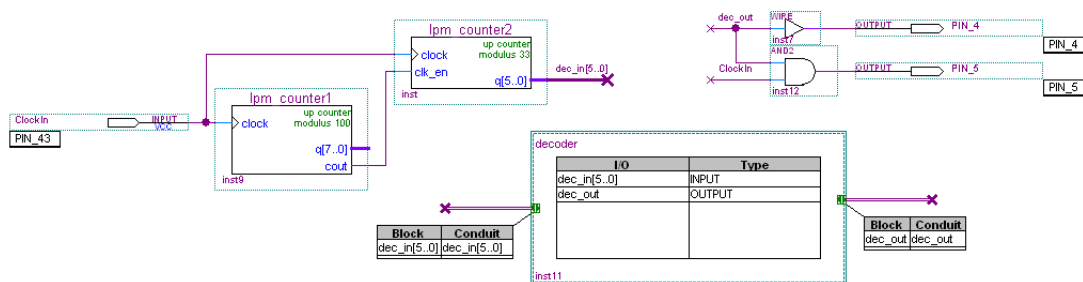 lpm_counter2
up counter
modulus 33
clock
clk_en
q[5..0]
inst
dec_in[5..0]
lpm_counter1
up counter
modulus 100
clock
q[7..0]
cout
inst9
ClockIn
INPUT
VCC
PIN_43
dec_out
WIRE
inst7
OUTPUT
PIN_4
PIN_4
AND2
ClockIn
inst12
OUTPUT
PIN_5
PIN_5
decoder
I/O Type
dec_in[5..0] INPUT
dec_out OUTPUT
inst11
Block Conduit
dec_in[5..0] dec_in[5..0]
Block Conduit
dec_out dec_out